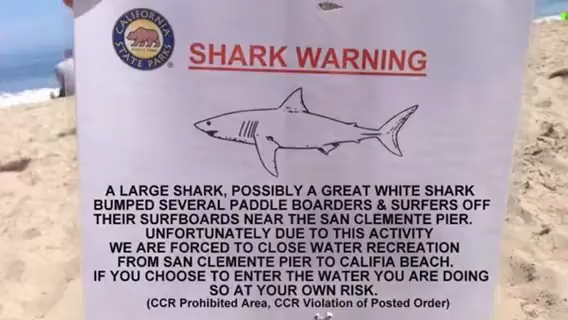 CALIFORNIA
STATE PARKS
SHARK WARNING
A LARGE SHARK, POSSIBLY A GREAT WHITE SHARK
BUMPED SEVERAL PADDLE BOARDERS & SURFERS OFF
THEIR SURFBOARDS NEAR THE SAN CLEMENTE PIER.
UNFORTUNATELY DUE TO THIS ACTIVITY
WE ARE FORCED TO CLOSE WATER RECREATION
FROM SAN CLEMENTE PIER TO CALIFIA BEACH.
IF YOU CHOOSE TO ENTER THE WATER YOU ARE DOING
SO AT YOUR OWN RISK.
(CCR Prohibited Area, CCR Violation of Posted Order)